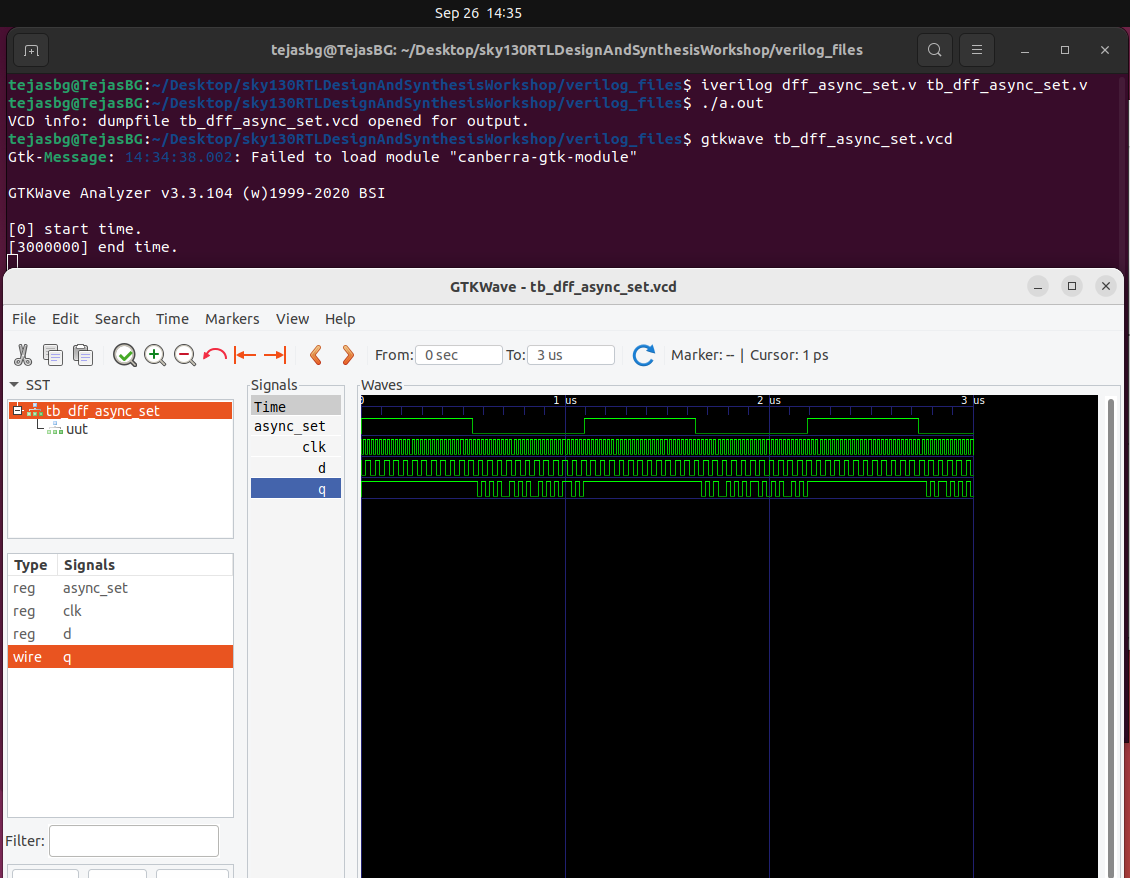 Sep 26 14:35
tejasbg@TejasBG: ~/Desktop/sky130RTLDesignAndSynthesisWorkshop/verilog_files
tejasbg@TejasBG:~/Desktop/sky130RTLDesignAndSynthesisWorkshop/verilog_files$ iverilog dff_async_set.v tb_dff_async_set.v
tejasbg@TejasBG:~/Desktop/sky130RTLDesignAndSynthesisWorkshop/verilog_files$ ./a.out
VCD info: dumpfile tb_dff_async_set.vcd opened for output.
tejasbg@TejasBG:~/Desktop/sky130RTLDesignAndSynthesisWorkshop/verilog_files$ gtkwave tb_dff_async_set.vcd
Gtk-Message: 14:34:38.002: Failed to load module "canberra-gtk-module"
GTKWave Analyzer v3.3.104 (w)1999-2020 BSI
[0] start time.
[3000000] end time.
GTKWave - tb_dff_async_set.vcd
File Edit Search Time Markers View Help
From: 0 sec To: 3 us Marker: -- | Cursor: 1 ps
SST
tb_dff_async_set
uut
Signals
Time
async_set
clk
d
q
Waves
0 1 us 2 us 3 us
Type Signals
reg async_set
reg clk
reg d
wire q
Filter: